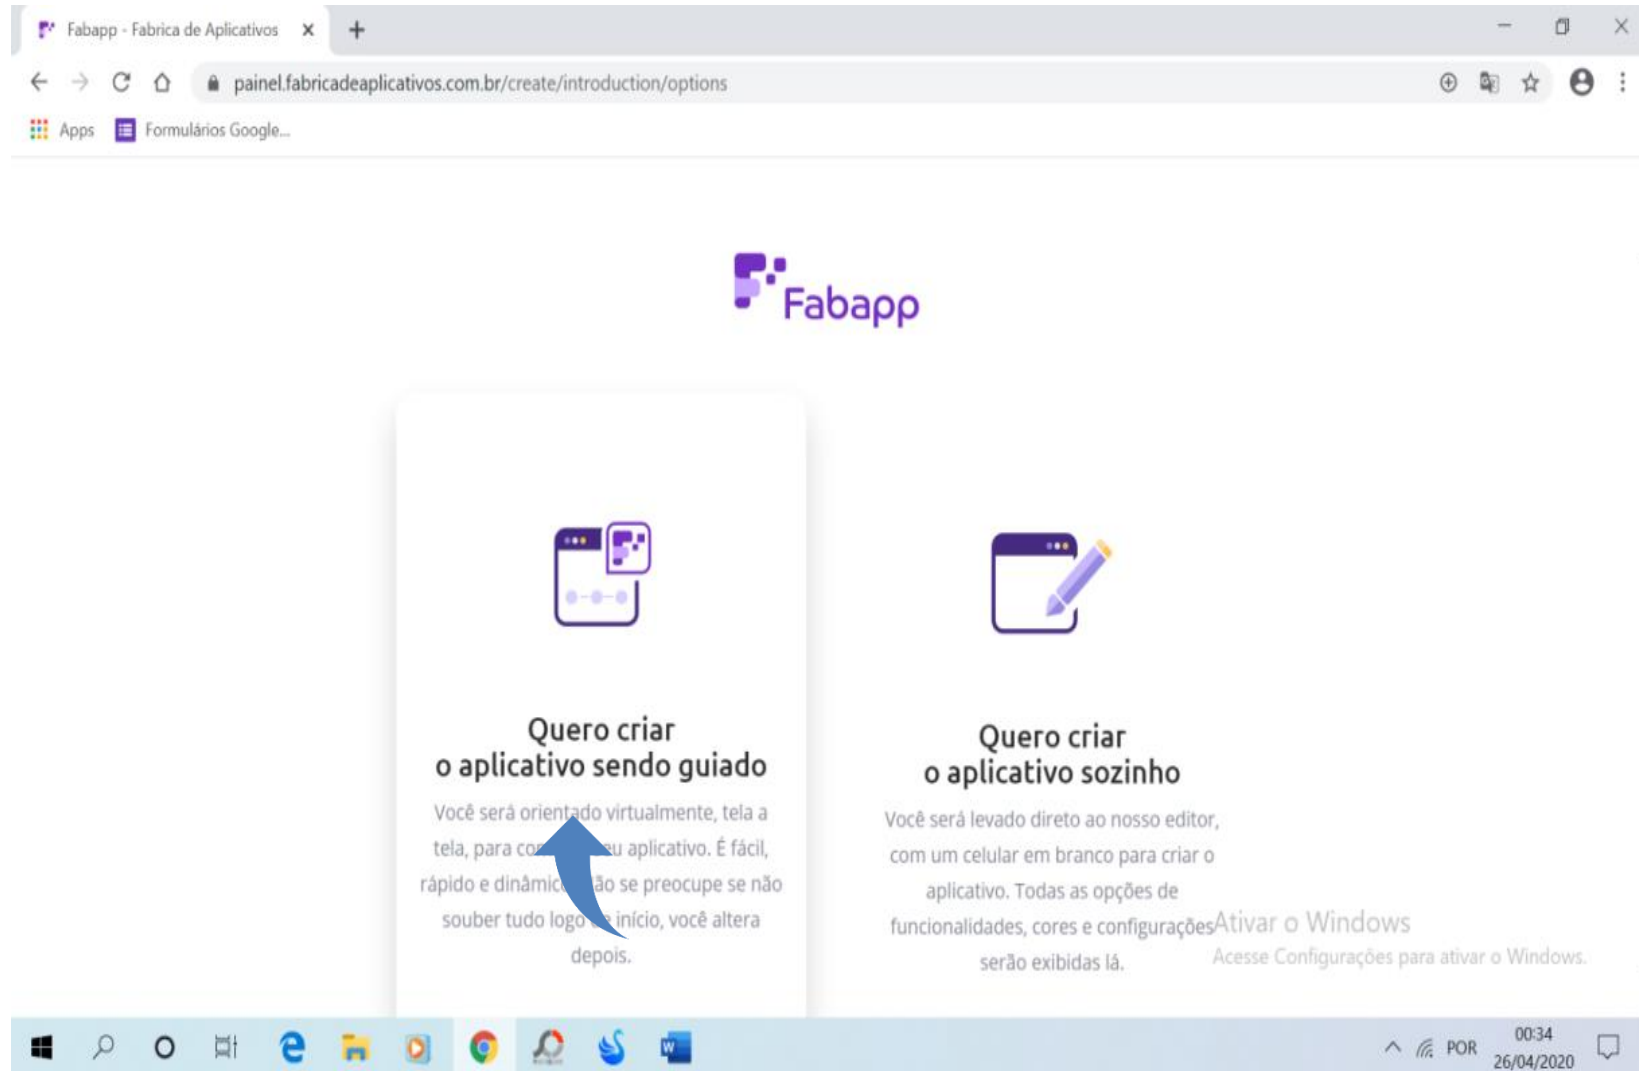 Fabapp - Fabrica de Aplicativos
painel.fabricadeaplicativos.com.br/create/introduction/options
Apps Formulários Google...
Fabapp
Quero criar
o aplicativo sendo guiado
Você será orientado virtualmente, tela a
tela, para eu aplicativo. É fácil,
rápido e se preocupe se não
souber tudo logo início, você altera
depois.
Quero criar
o aplicativo sozinho
Você será levado direto ao nosso editor,
com um celular em branco para criar o
aplicativo. Todas as opções de
funcionalidades, cores e configurações
serão exibidas lá.
Ativar o Windows
Acesse Configurações para ativar o Windows.
POR
00:34
26/04/2020